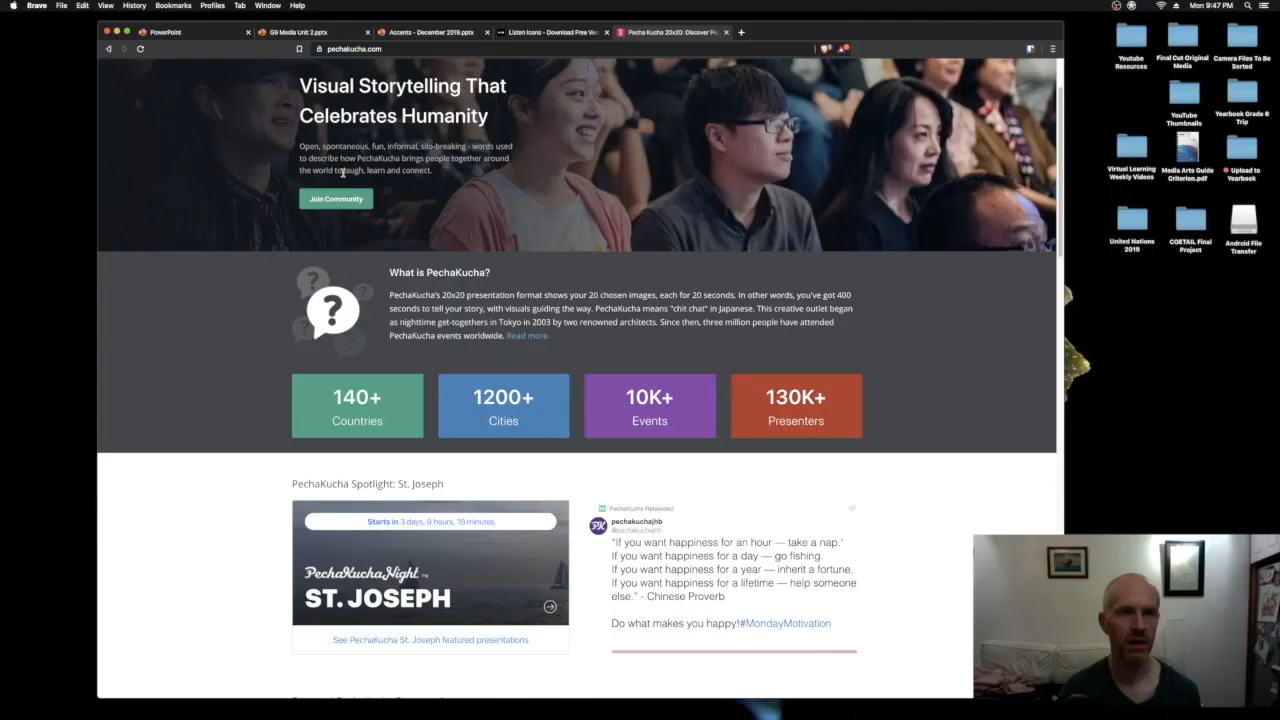 Brave File Edit View History Bookmarks Profiles Tab Window Help
Mon 9:47 PM
PowerPoint
G9 Media Unit 2.pptx
Accents - December 2019.pptx
Listen Icons - Download Free Vec
Pecha Kucha 20x20: Discover Pe
pechakucha.com
Visual Storytelling That
Celebrates Humanity
Open, spontaneous, fun, informal, silo-breaking - words used
to describe how PechaKucha brings people together around
the world to laugh, learn and connect.
Join Community
What is PechaKucha?
PechaKucha's 20x20 presentation format shows your 20 chosen images, each for 20 seconds. In other words, you've got 400
seconds to tell your story, with visuals guiding the way. PechaKucha means "chit chat" in Japanese. This creative outlet began
as nighttime get-togethers in Tokyo in 2003 by two renowned architects. Since then, three million people have attended
PechaKucha events worldwide. Read more.
140+
Countries
1200+
Cities
10K+
Events
130K+
Presenters
PechaKucha Spotlight: St. Joseph
Starts in 3 days, 9 hours, 16 minutes
PechaKuchaNight™
ST. JOSEPH
See PechaKucha St. Joseph featured presentations
PechaKucha Retweeted
pechakuchajhb
@pechakuchajhb
"If you want happiness for an hour — take a nap.'
If you want happiness for a day — go fishing.
If you want happiness for a year — inherit a fortune.
If you want happiness for a lifetime — help someone
else." - Chinese Proverb
Do what makes you happy!#MondayMotivation
Youtube
Resources
Final Cut Original
Media
Camera Files To Be
Sorted
YouTube
Thumbnails
Yearbook Grade 6
Trip
Virtual Learning
Weekly Videos
Media Arts Guide
Criterion.pdf
Upload to
Yearbook
United Nations
2019
COETAIL Final
Project
Android File
Transfer